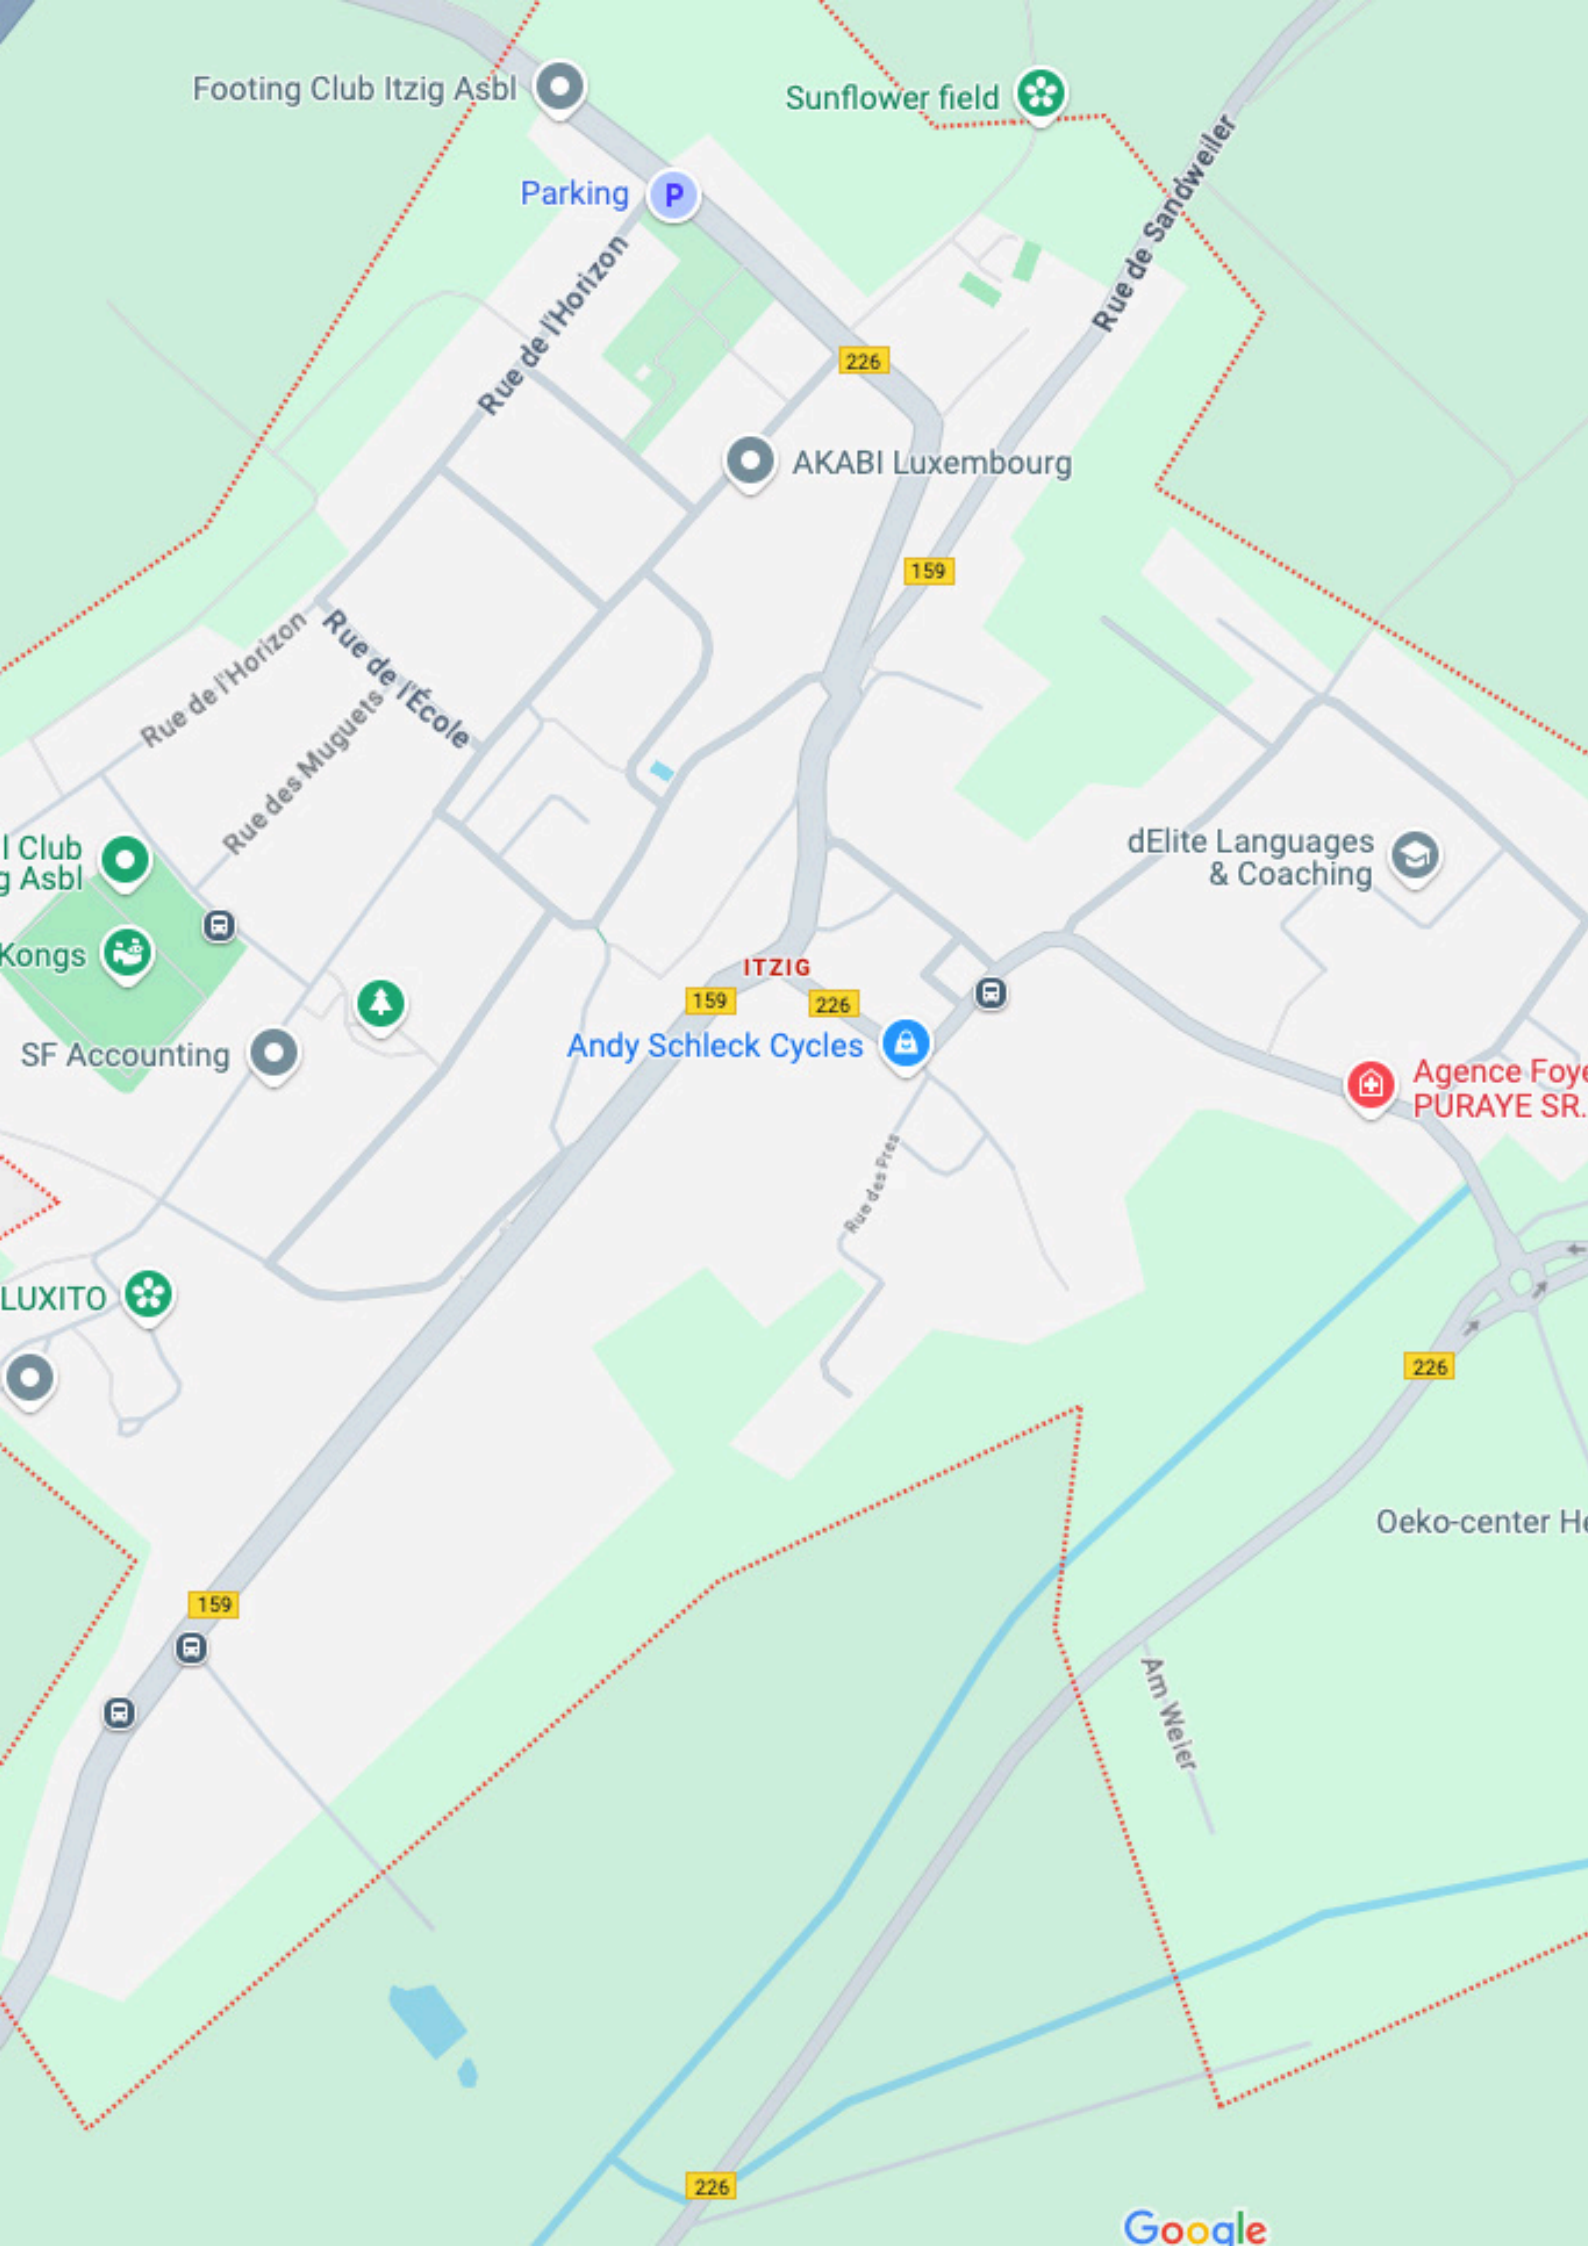 Footing Club Itzig Asbl
Sunflower field
Parking
P
Rue de Sandweiler
Rue de l'Horizon
226
AKABI Luxembourg
159
Rue de l'Horizon
Rue de l'École
Rue des Muguets
l Club
g Asbl
dElite Languages
& Coaching
Kongs
ITZIG
159
226
SF Accounting
Andy Schleck Cycles
Agence Foye
PURAYE SR.
Rue des Pres
LUXITO
226
Oeko-center He
159
Am Weier
226
Google